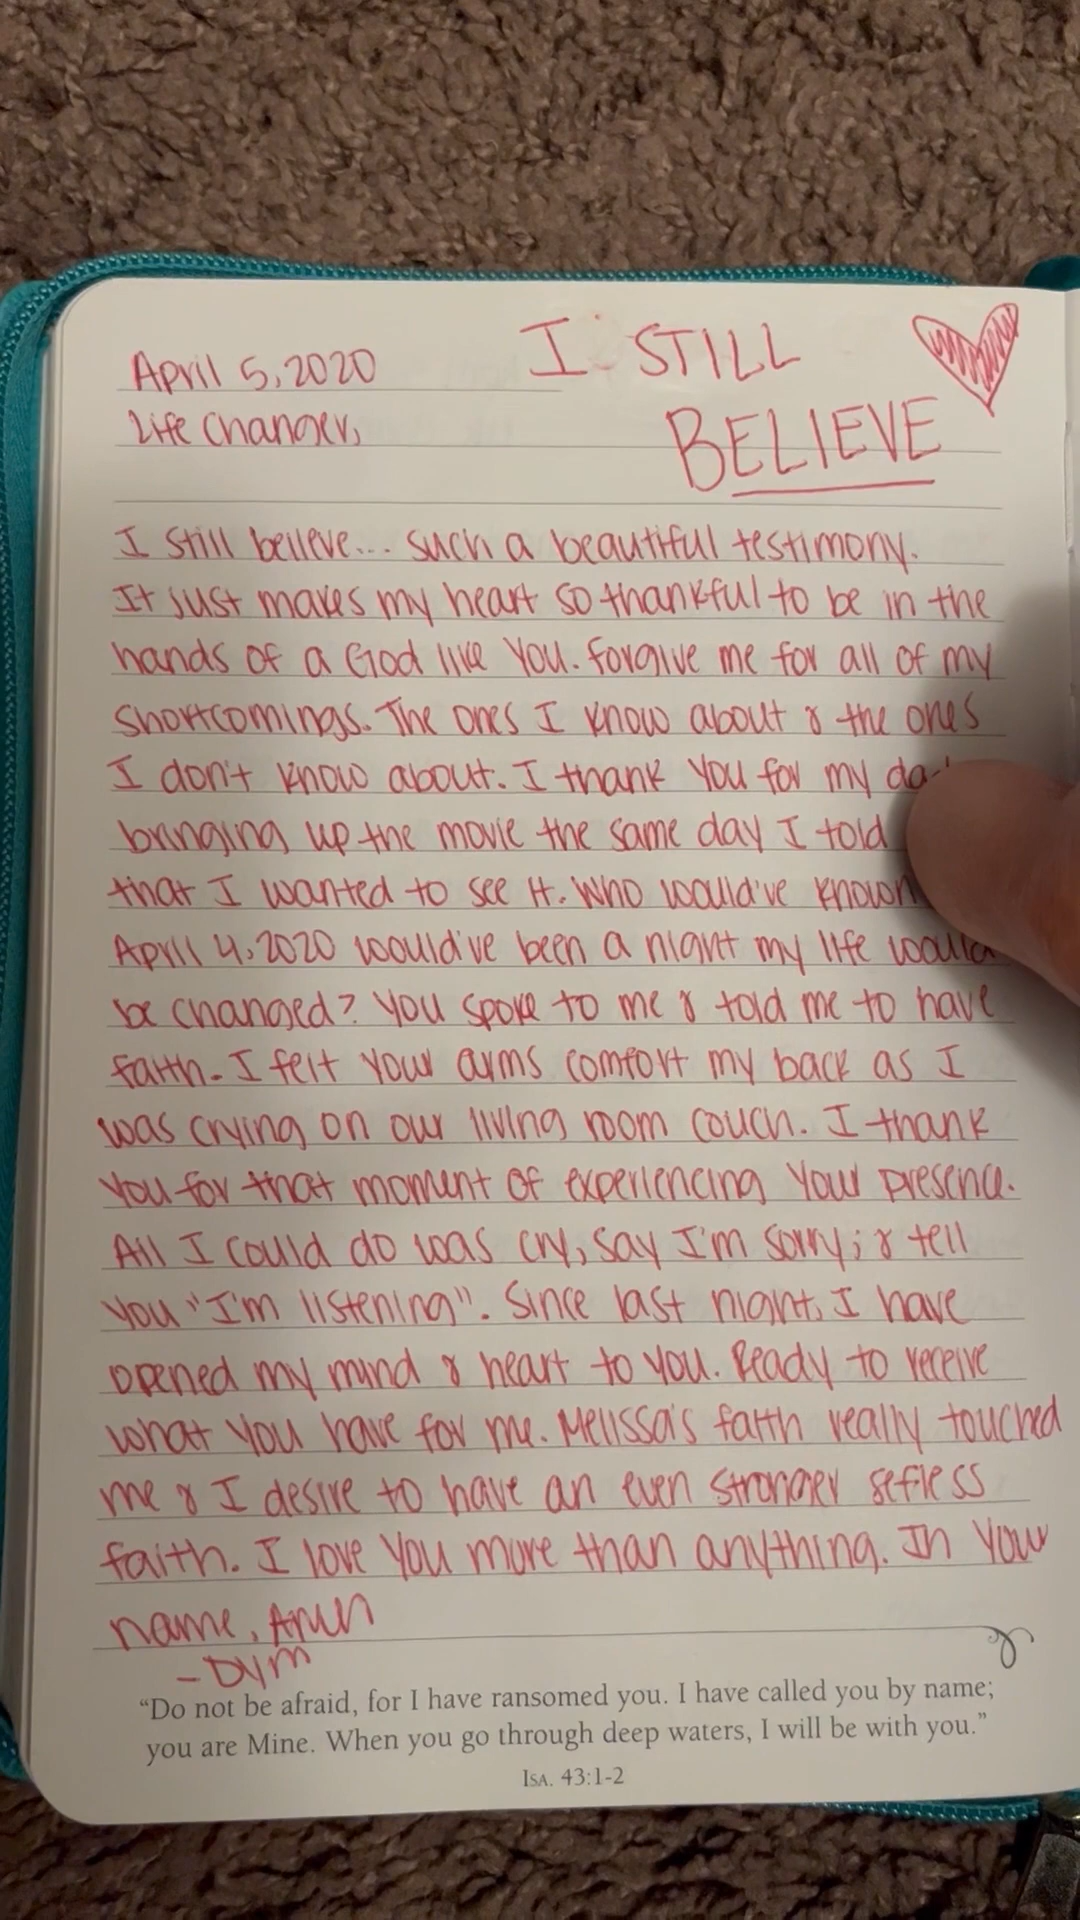 April 5, 2020
I STILL
BELIEVE
Life Changer,
I still believe... such a beautiful testimony.
It just makes my heart so thankful to be in the
hands of a God like You. Forgive me for all of my
shortcomings. The ones I know about & the ones
I don't know about. I thank You for my
bringing up the movie the same day I told
that I wanted to see it. Who would've known
April 4, 2020 would've been a night my life would
be changed? You spoke to me & told me to have
faith. I felt Your arms comfort my back as I
was crying on our living room couch. I thank
You for that moment of experiencing Your presence.
All I could do was cry, say I'm sorry, & tell
You "I'm listening". Since last night, I have
opened my mind & heart to You. Ready to receive
what You have for me. Melissa's faith really touched
me & I desire to have an even stronger selfless
faith. I love You more than anything. In Your
name, Amen
-Dym
“Do not be afraid, for I have ransomed you. I have called you by name;
you are Mine. When you go through deep waters, I will be with you.”
Isa. 43:1-2